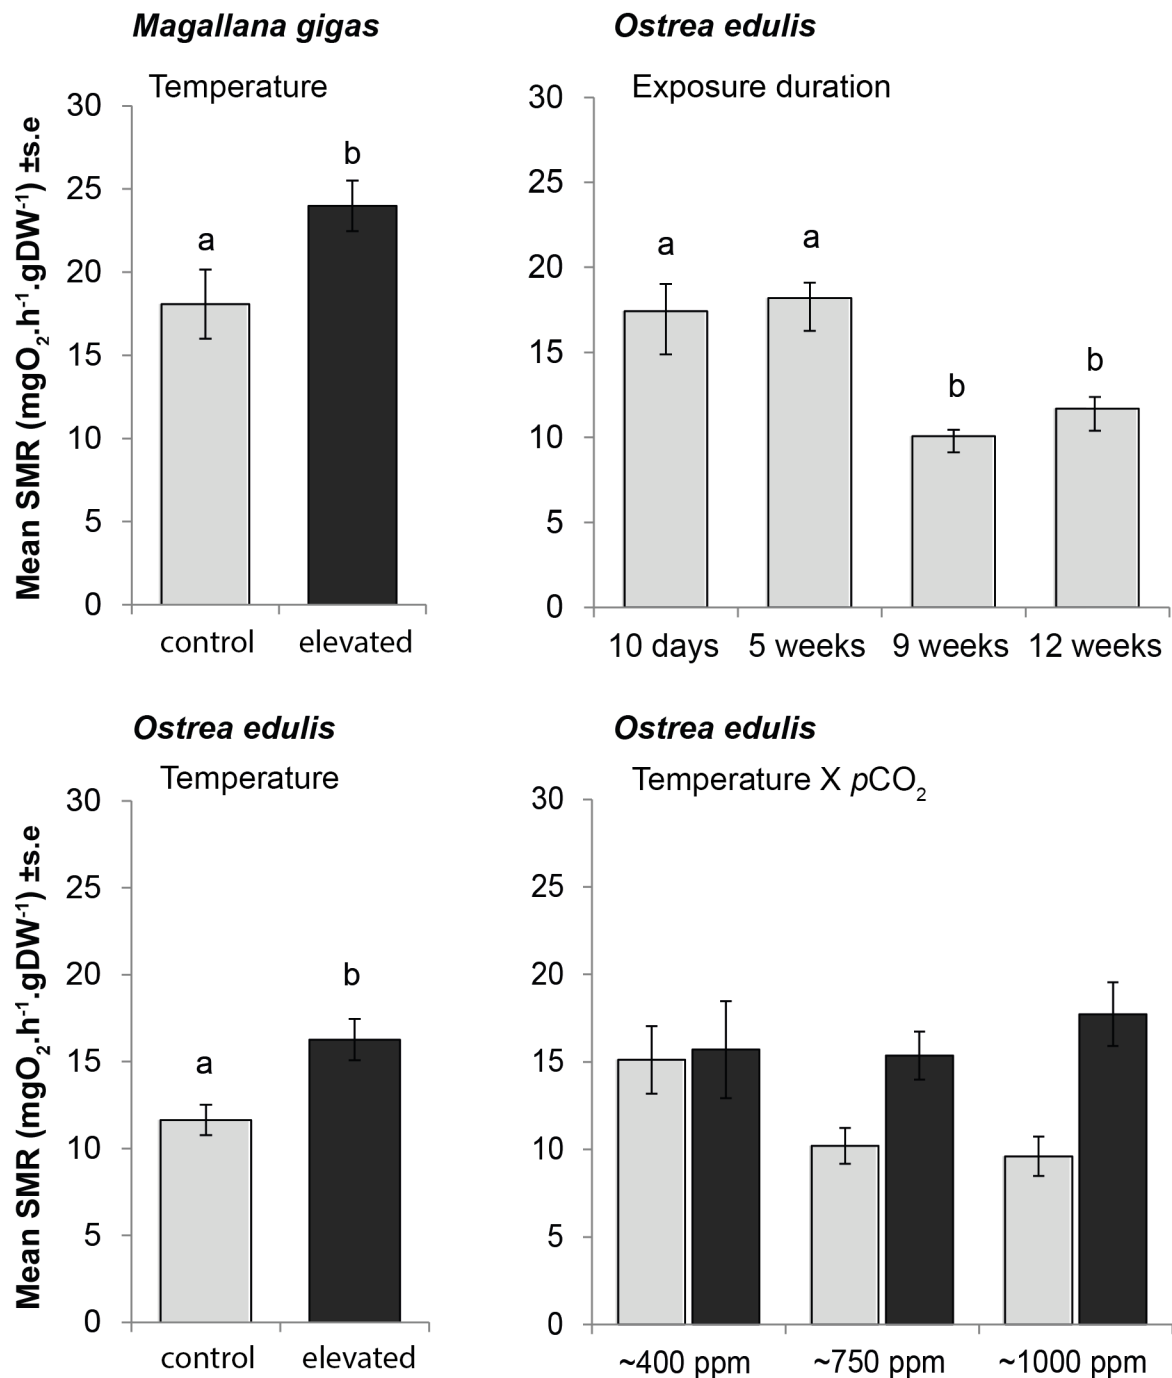 Magallana gigas
Temperature
Mean SMR (mgO₂.h⁻¹.gDW⁻¹) ±s.e
30
25
20
15
10
5
0
a
b
control elevated
Ostrea edulis
Exposure duration
30
25
20
15
10
5
0
a
a
b
b
10 days 5 weeks 9 weeks 12 weeks
Ostrea edulis
Temperature
Mean SMR (mgO₂.h⁻¹.gDW⁻¹) ±s.e
30
25
20
15
10
5
0
a
b
control elevated
Ostrea edulis
Temperature X pCO₂
30
25
20
15
10
5
0
~400 ppm ~750 ppm ~1000 ppm